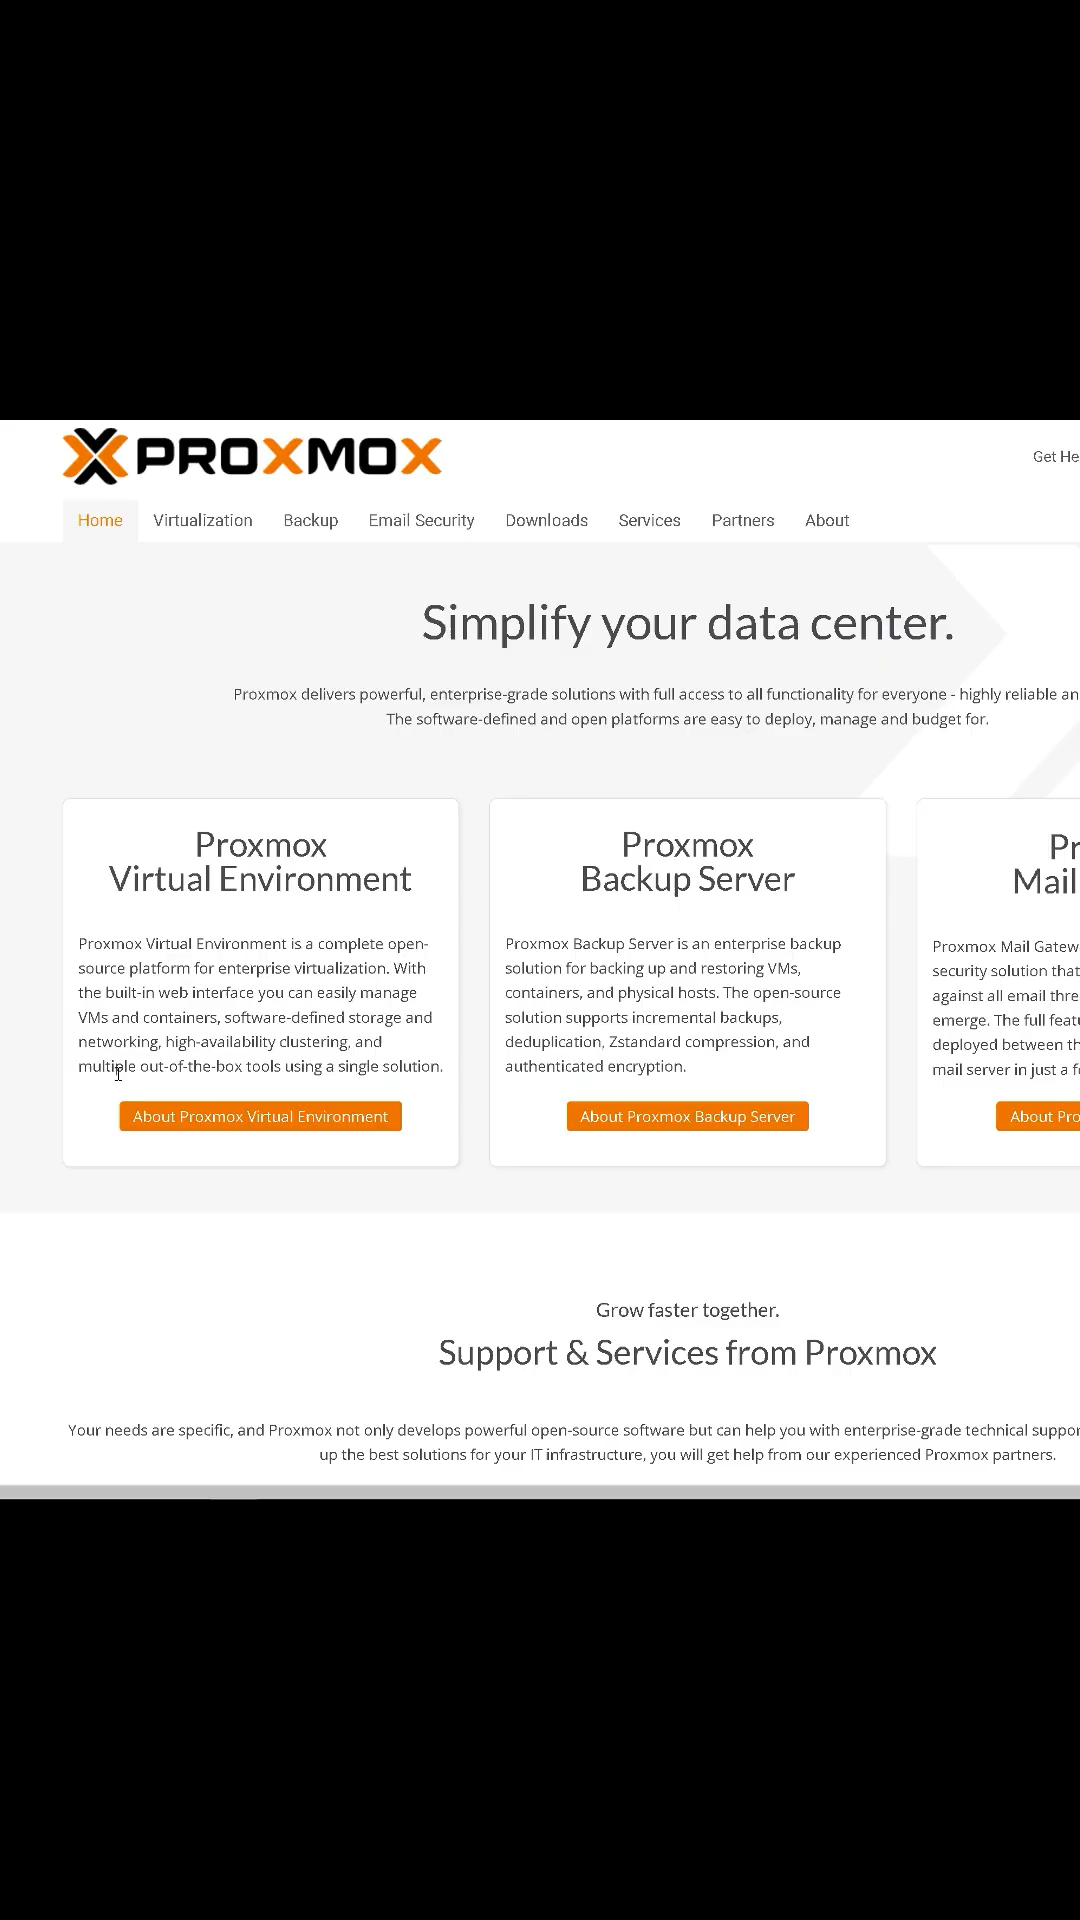 PROXMOX
Get He
Home Virtualization Backup Email Security Downloads Services Partners About
Simplify your data center.
Proxmox delivers powerful, enterprise-grade solutions with full access to all functionality for everyone - highly reliable an
The software-defined and open platforms are easy to deploy, manage and budget for.
Proxmox
Virtual Environment
Proxmox Virtual Environment is a complete open-
source platform for enterprise virtualization. With
the built-in web interface you can easily manage
VMs and containers, software-defined storage and
networking, high-availability clustering, and
multiple out-of-the-box tools using a single solution.
About Proxmox Virtual Environment
Proxmox
Backup Server
Proxmox Backup Server is an enterprise backup
solution for backing up and restoring VMs,
containers, and physical hosts. The open-source
solution supports incremental backups,
deduplication, Zstandard compression, and
authenticated encryption.
About Proxmox Backup Server
Pr
Mail
Proxmox Mail Gatew
security solution that
against all email thre
emerge. The full featu
deployed between th
mail server in just a f
About Pro
Grow faster together.
Support & Services from Proxmox
Your needs are specific, and Proxmox not only develops powerful open-source software but can help you with enterprise-grade technical suppor
up the best solutions for your IT infrastructure, you will get help from our experienced Proxmox partners.